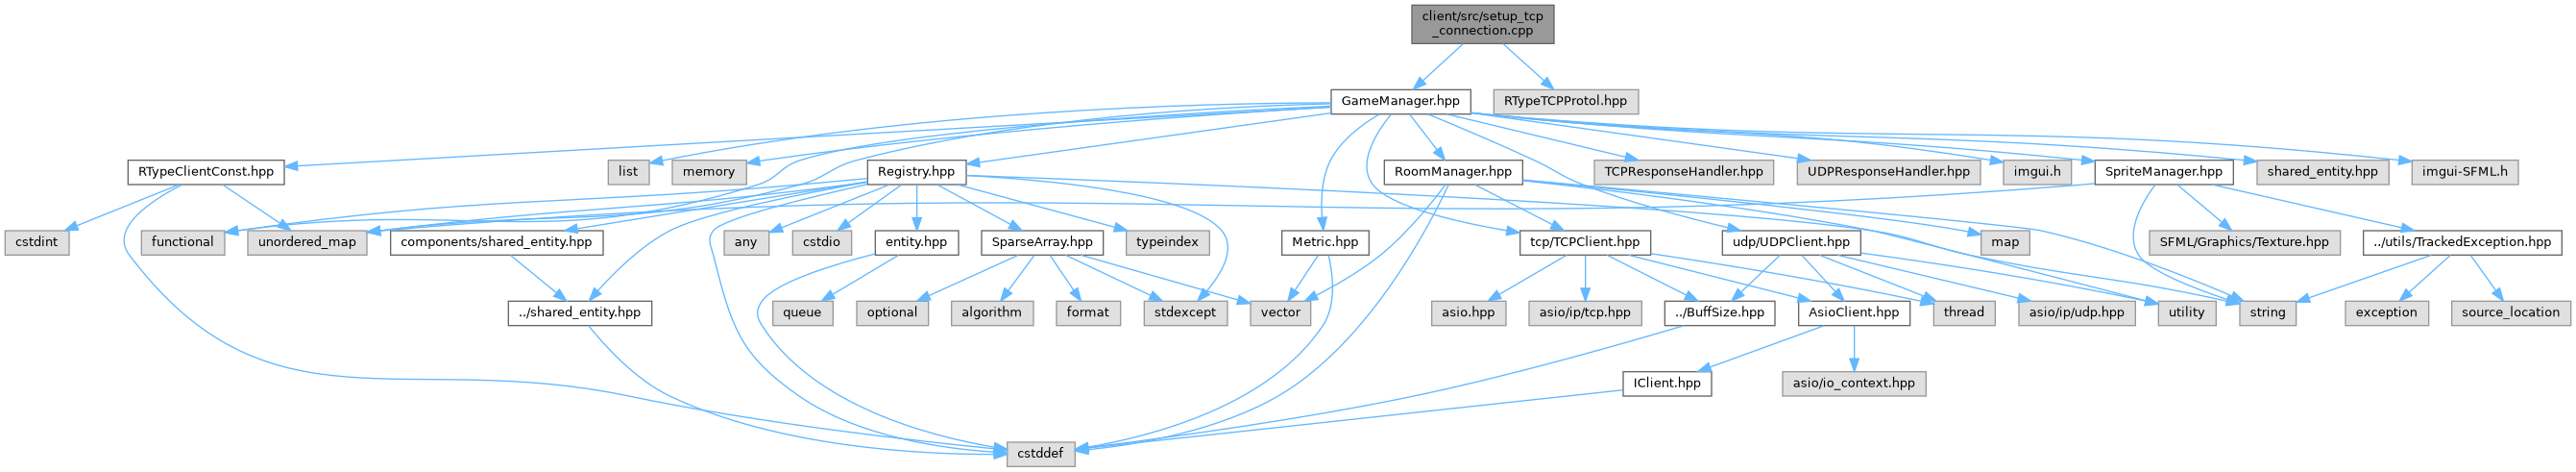 client/src/setup_tcp
_connection.cpp
GameManager.hpp
RTypeTCPProtol.hpp
RTypeClientConst.hpp
list
memory
Registry.hpp
RoomManager.hpp
TCPResponseHandler.hpp
UDPResponseHandler.hpp
imgui.h
SpriteManager.hpp
shared_entity.hpp
imgui-SFML.h
cstdint
functional
unordered_map
components/shared_entity.hpp
any
cstdio
entity.hpp
SparseArray.hpp
typeindex
Metric.hpp
tcp/TCPClient.hpp
udp/UDPClient.hpp
map
SFML/Graphics/Texture.hpp
../utils/TrackedException.hpp
../shared_entity.hpp
queue
optional
algorithm
format
stdexcept
vector
asio.hpp
asio/ip/tcp.hpp
../BuffSize.hpp
AsioClient.hpp
thread
asio/ip/udp.hpp
utility
string
exception
source_location
IClient.hpp
asio/io_context.hpp
cstddef